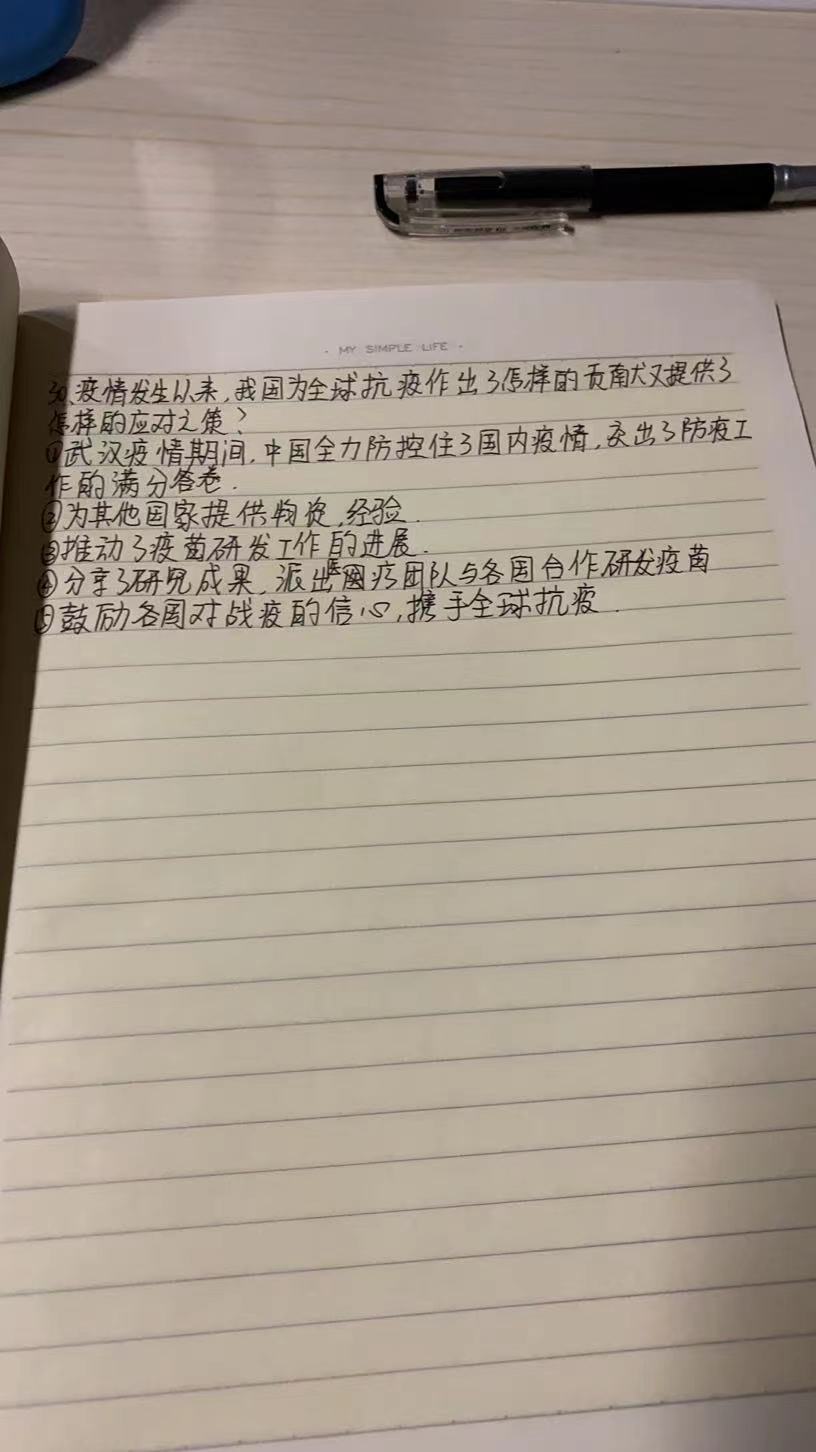 · MY SIMPLE LIFE ·
30、疫情发生以来,我国为全球抗疫作出了怎样的贡献又提供了
怎样的应对之策?
①武汉疫情期间,中国全力防控住了国内疫情,交出了防疫工
作的满分答卷.
②为其他国家提供物资,经验.
③推动了疫苗研发工作的进展.
④分享了研究成果,派出医疗团队与各国合作研发疫苗
⑤鼓励各国对战疫的信心,携手全球抗疫.